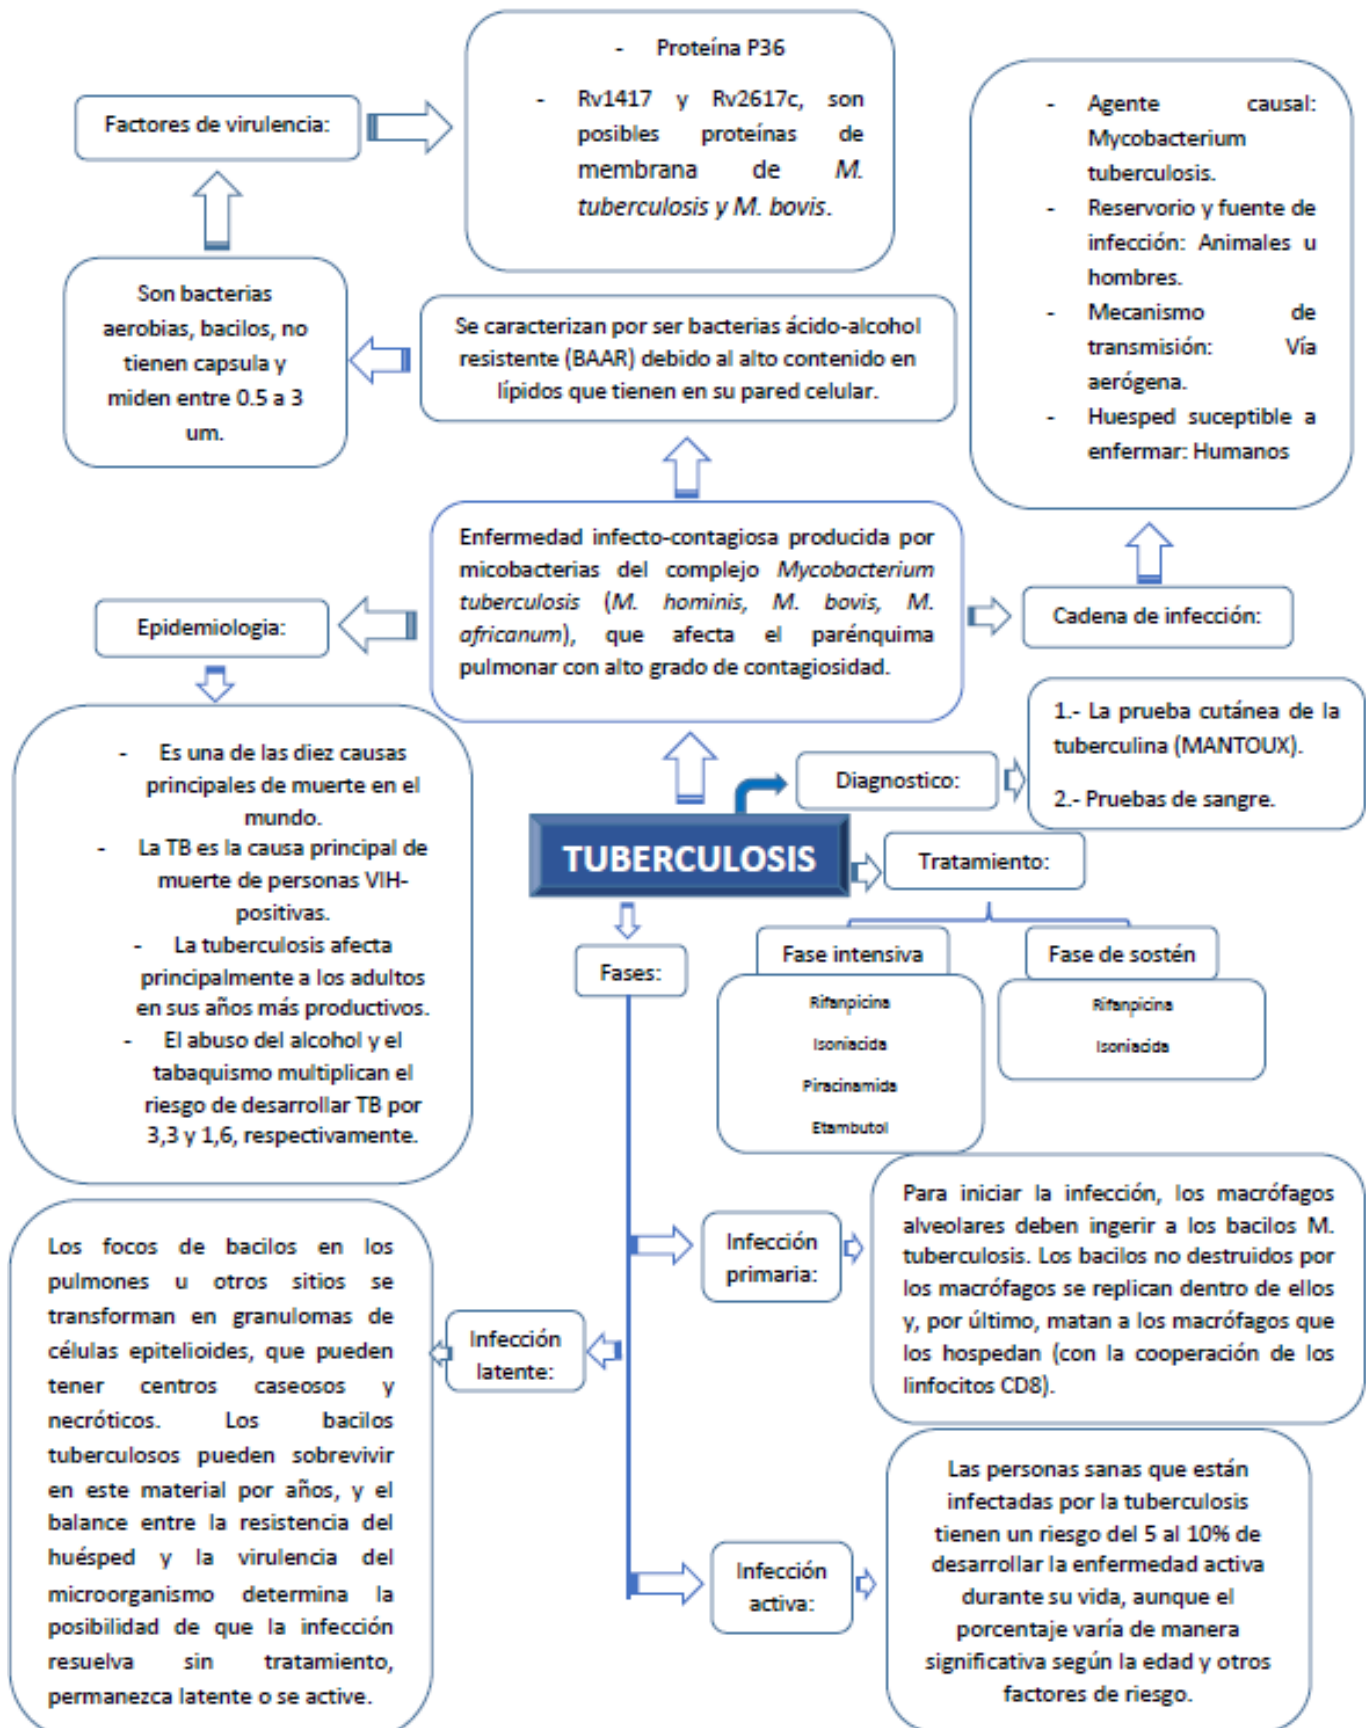 - Proteína P36
- Rv1417 y Rv2617c, son
posibles proteínas de
membrana de M.
tuberculosis y M. bovis.
Factores de virulencia:
- Agente causal:
Mycobacterium
tuberculosis.
- Reservorio y fuente de
infección: Animales u
hombres.
- Mecanismo de
transmisión: Vía
aerógena.
- Huesped suceptible a
enfermar: Humanos
Son bacterias
aerobias, bacilos, no
tienen capsula y
miden entre 0.5 a 3
um.
Se caracterizan por ser bacterias ácido-alcohol
resistente (BAAR) debido al alto contenido en
lípidos que tienen en su pared celular.
Enfermedad infecto-contagiosa producida por
micobacterias del complejo Mycobacterium
tuberculosis (M. hominis, M. bovis, M.
africanum), que afecta el parénquima
pulmonar con alto grado de contagiosidad.
Epidemiologia:
Cadena de infección:
- Es una de las diez causas
principales de muerte en el
mundo.
- La TB es la causa principal de
muerte de personas VIH-
positivas.
- La tuberculosis afecta
principalmente a los adultos
en sus años más productivos.
- El abuso del alcohol y el
tabaquismo multiplican el
riesgo de desarrollar TB por
3,3 y 1,6, respectivamente.
Diagnostico:
1.- La prueba cutánea de la
tuberculina (MANTOUX).
2.- Pruebas de sangre.
TUBERCULOSIS
Tratamiento:
Fases:
Fase intensiva
Rifanpicina
Isoniacida
Piracinamida
Etambutol
Fase de sostén
Rifanpicina
Isoniacida
Infección
primaria:
Para iniciar la infección, los macrófagos
alveolares deben ingerir a los bacilos M.
tuberculosis. Los bacilos no destruidos por
los macrófagos se replican dentro de ellos
y, por último, matan a los macrófagos que
los hospedan (con la cooperación de los
linfocitos CD8).
Infección
latente:
Los focos de bacilos en los
pulmones u otros sitios se
transforman en granulomas de
células epitelioides, que pueden
tener centros caseosos y
necróticos. Los bacilos
tuberculosos pueden sobrevivir
en este material por años, y el
balance entre la resistencia del
huésped y la virulencia del
microorganismo determina la
posibilidad de que la infección
resuelva sin tratamiento,
permanezca latente o se active.
Infección
activa:
Las personas sanas que están
infectadas por la tuberculosis
tienen un riesgo del 5 al 10% de
desarrollar la enfermedad activa
durante su vida, aunque el
porcentaje varía de manera
significativa según la edad y otros
factores de riesgo.